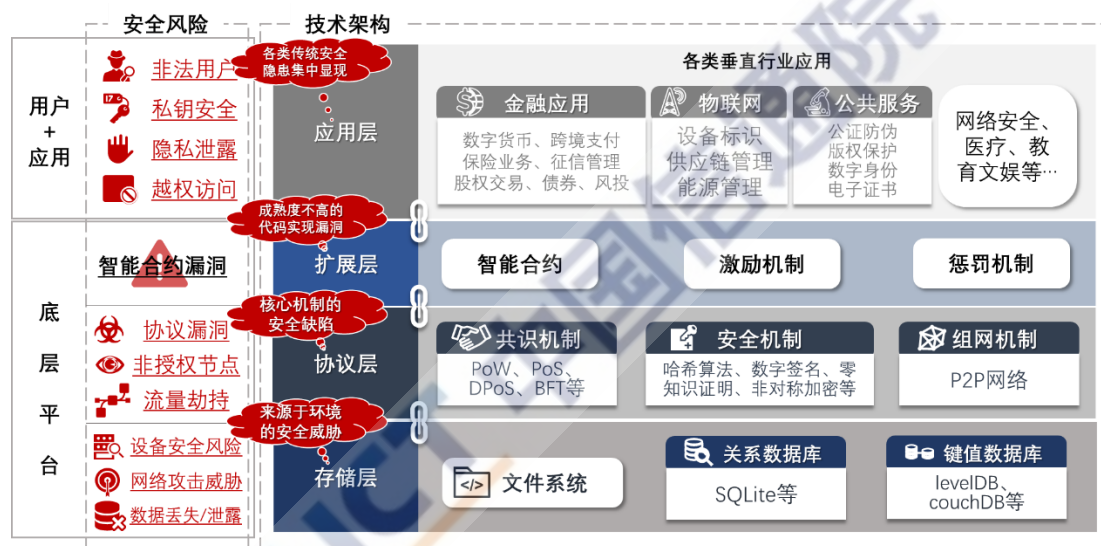 安全风险
技术架构
用户
+
应用
非法用户
私钥安全
隐私泄露
越权访问
各类传统安全
隐患集中显现
应用层
各类垂直行业应用
金融应用
数字货币、跨境支付
保险业务、征信管理
股权交易、债券、风投
物联网
设备标识
供应链管理
能源管理
公共服务
公证防伪
版权保护
数字身份
电子证书
网络安全、
医疗、教
育文娱等…
底
层
平
台
智能合约漏洞
成熟度不高的
代码实现漏洞
扩展层
智能合约
激励机制
惩罚机制
协议漏洞
非授权节点
流量劫持
核心机制的
安全缺陷
协议层
共识机制
PoW、PoS、
DPoS、BFT等
安全机制
哈希算法、数字签名、零
知识证明、非对称加密等
组网机制
P2P网络
设备安全风险
网络攻击威胁
数据丢失/泄露
来源于环境
的安全威胁
存储层
</>
文件系统
关系数据库
SQLite等
键值数据库
levelDB、
couchDB等
ICT中国信通院